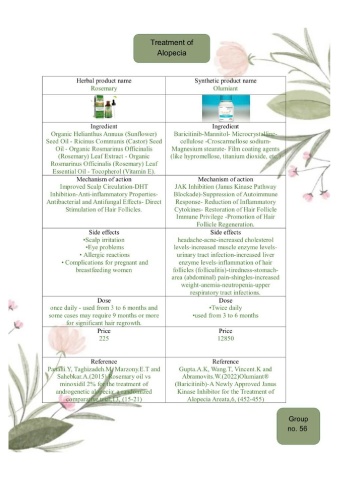 Treatment of
Alopecia
Herbal product name
Rosemary
Synthetic product name
Olumiant
Ingredient
Organic Helianthus Annuus (Sunflower)
Seed Oil - Ricinus Communis (Castor) Seed
Oil - Organic Rosmarinus Officinalis
(Rosemary) Leaf Extract - Organic
Rosmarinus Officinalis (Rosemary) Leaf
Essential Oil - Tocopherol (Vitamin E).
Ingredient
Baricitinib-Mannitol- Microcrystalline-
cellulose -Croscarmellose sodium-
Magnesium stearate- Film coating agents
(like hypromellose, titanium dioxide, etc.)
Mechanism of action
Improved Scalp Circulation-DHT
Inhibition-Anti-inflammatory Properties-
Antibacterial and Antifungal Effects- Direct
Stimulation of Hair Follicles.
Mechanism of action
JAK Inhibition (Janus Kinase Pathway
Blockade)-Suppression of Autoimmune
Response- Reduction of Inflammatory
Cytokines- Restoration of Hair Follicle
Immune Privilege -Promotion of Hair
Follicle Regeneration.
Side effects
•Scalp irritation
•Eye problems
• Allergic reactions
• Complications for pregnant and
breastfeeding women
Side effects
headache-acne-increased cholesterol
levels-increased muscle enzyme levels-
urinary tract infection-increased liver
enzyme levels-inflammation of hair
follicles (folliculitis)-tiredness-stomach-
area (abdominal) pain-shingles-increased
weight-anemia-neutropenia-upper
respiratory tract infections.
Dose
once daily - used from 3 to 6 months and
some cases may require 9 months or more
for significant hair regrowth.
Dose
•Twice daily
•used from 3 to 6 months
Price
225
Price
12850
Reference
Panahi.Y, Taghizadeh.M, Marzony.E.T and
Sahebkar.A.(2015) Rosemary oil vs
minoxidil 2% for the treatment of
androgenetic alopecia: a randomized
comparative trial,13, (15-21)
Reference
Gupta.A.K, Wang.T, Vincent.K and
Abramovits.W.(2022)Olumiant®
(Baricitinib)-A Newly Approved Janus
Kinase Inhibitor for the Treatment of
Alopecia Areata,6, (452-455)
Group
no. 56